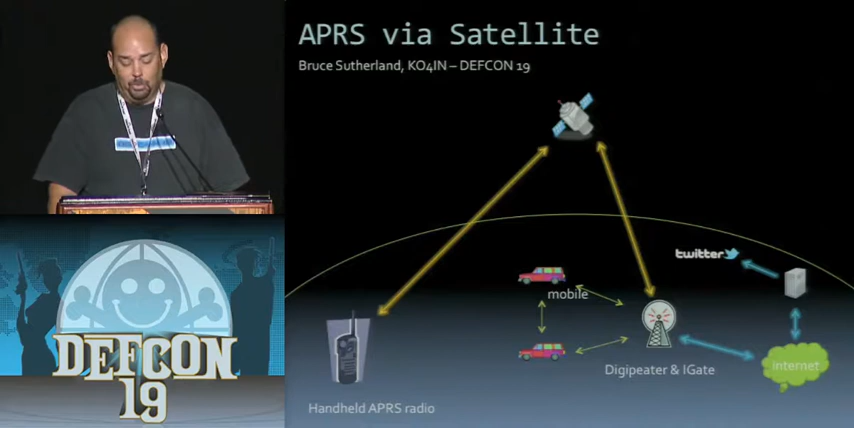 APRS via Satellite
Bruce Sutherland, KO4IN – DEFCON 19
twitter
mobile
internet
Digipeater & IGate
Handheld APRS radio
DEFCON
19